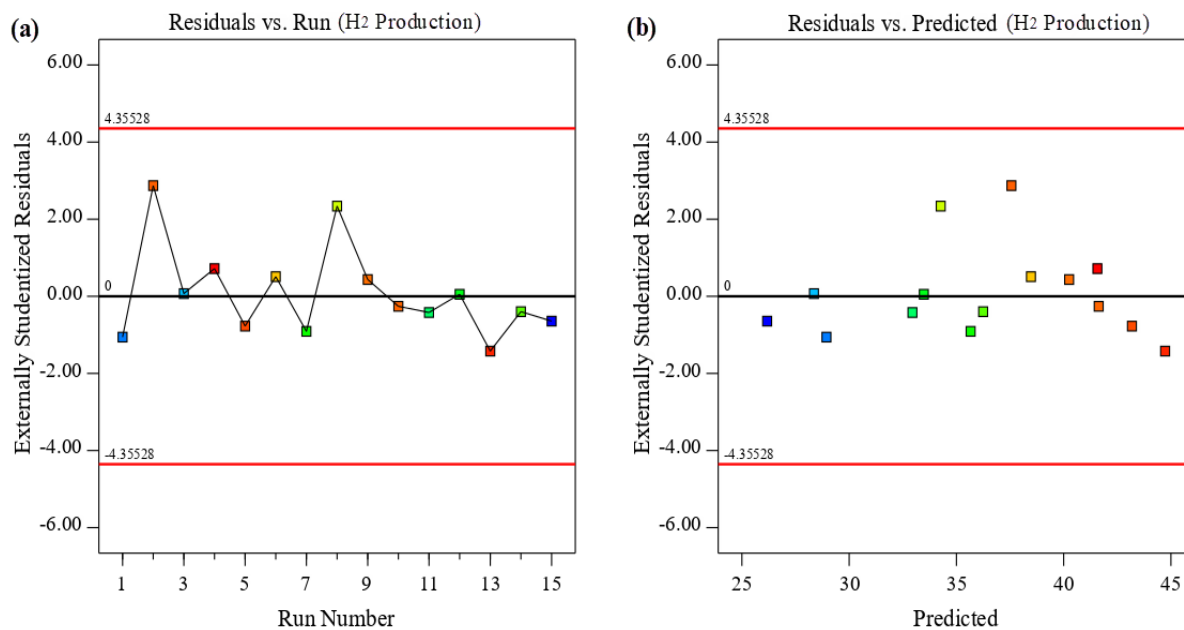 (a)
Residuals vs. Run (H2 Production)
Externally Studentized Residuals
6.00
4.00
2.00
0.00
-2.00
-4.00
-6.00
4.35528
0
-4.35528
1 3 5 7 9 11 13 15
Run Number
(b)
Residuals vs. Predicted (H2 Production)
Externally Studentized Residuals
6.00
4.00
2.00
0.00
-2.00
-4.00
-6.00
4.35528
0
-4.35528
25 30 35 40 45
Predicted